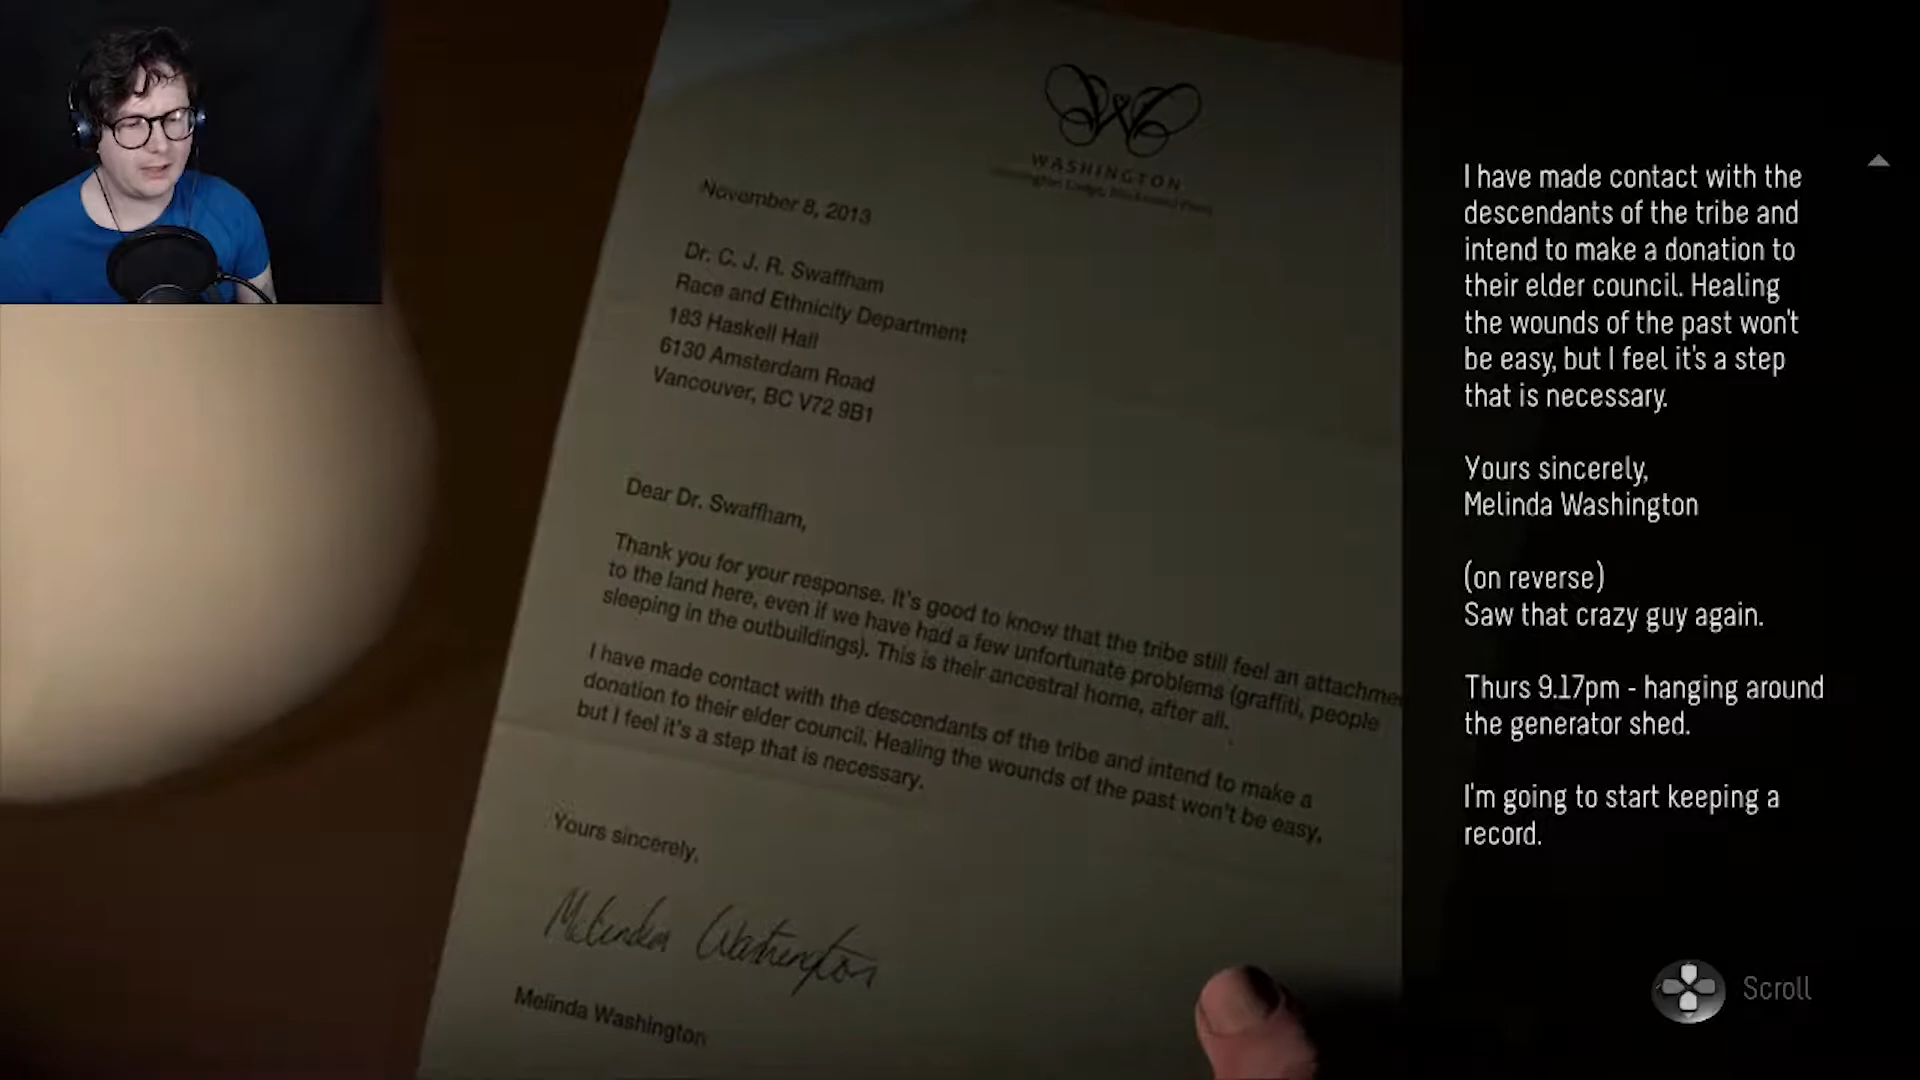 WASHINGTON
November 8, 2013
Dr. C. J. R. Swaffham
Race and Ethnicity Department
183 Haskell Hall
6130 Amsterdam Road
Vancouver, BC V72 9B1
Dear Dr. Swaffham,
Thank you for your response. It's good to know that the tribe still feel an attachmen
to the land here, even if we have had a few unfortunate problems (graffiti, people
sleeping in the outbuildings). This is their ancestral home, after all.
I have made contact with the descendants of the tribe and intend to make a
donation to their elder council. Healing the wounds of the past won't be easy,
but I feel it's a step that is necessary.
Yours sincerely,
Melinda Washington
Melinda Washington
I have made contact with the
descendants of the tribe and
intend to make a donation to
their elder council. Healing
the wounds of the past won't
be easy, but I feel it's a step
that is necessary.
Yours sincerely,
Melinda Washington
(on reverse)
Saw that crazy guy again.
Thurs 9.17pm - hanging around
the generator shed.
I'm going to start keeping a
record.
Scroll